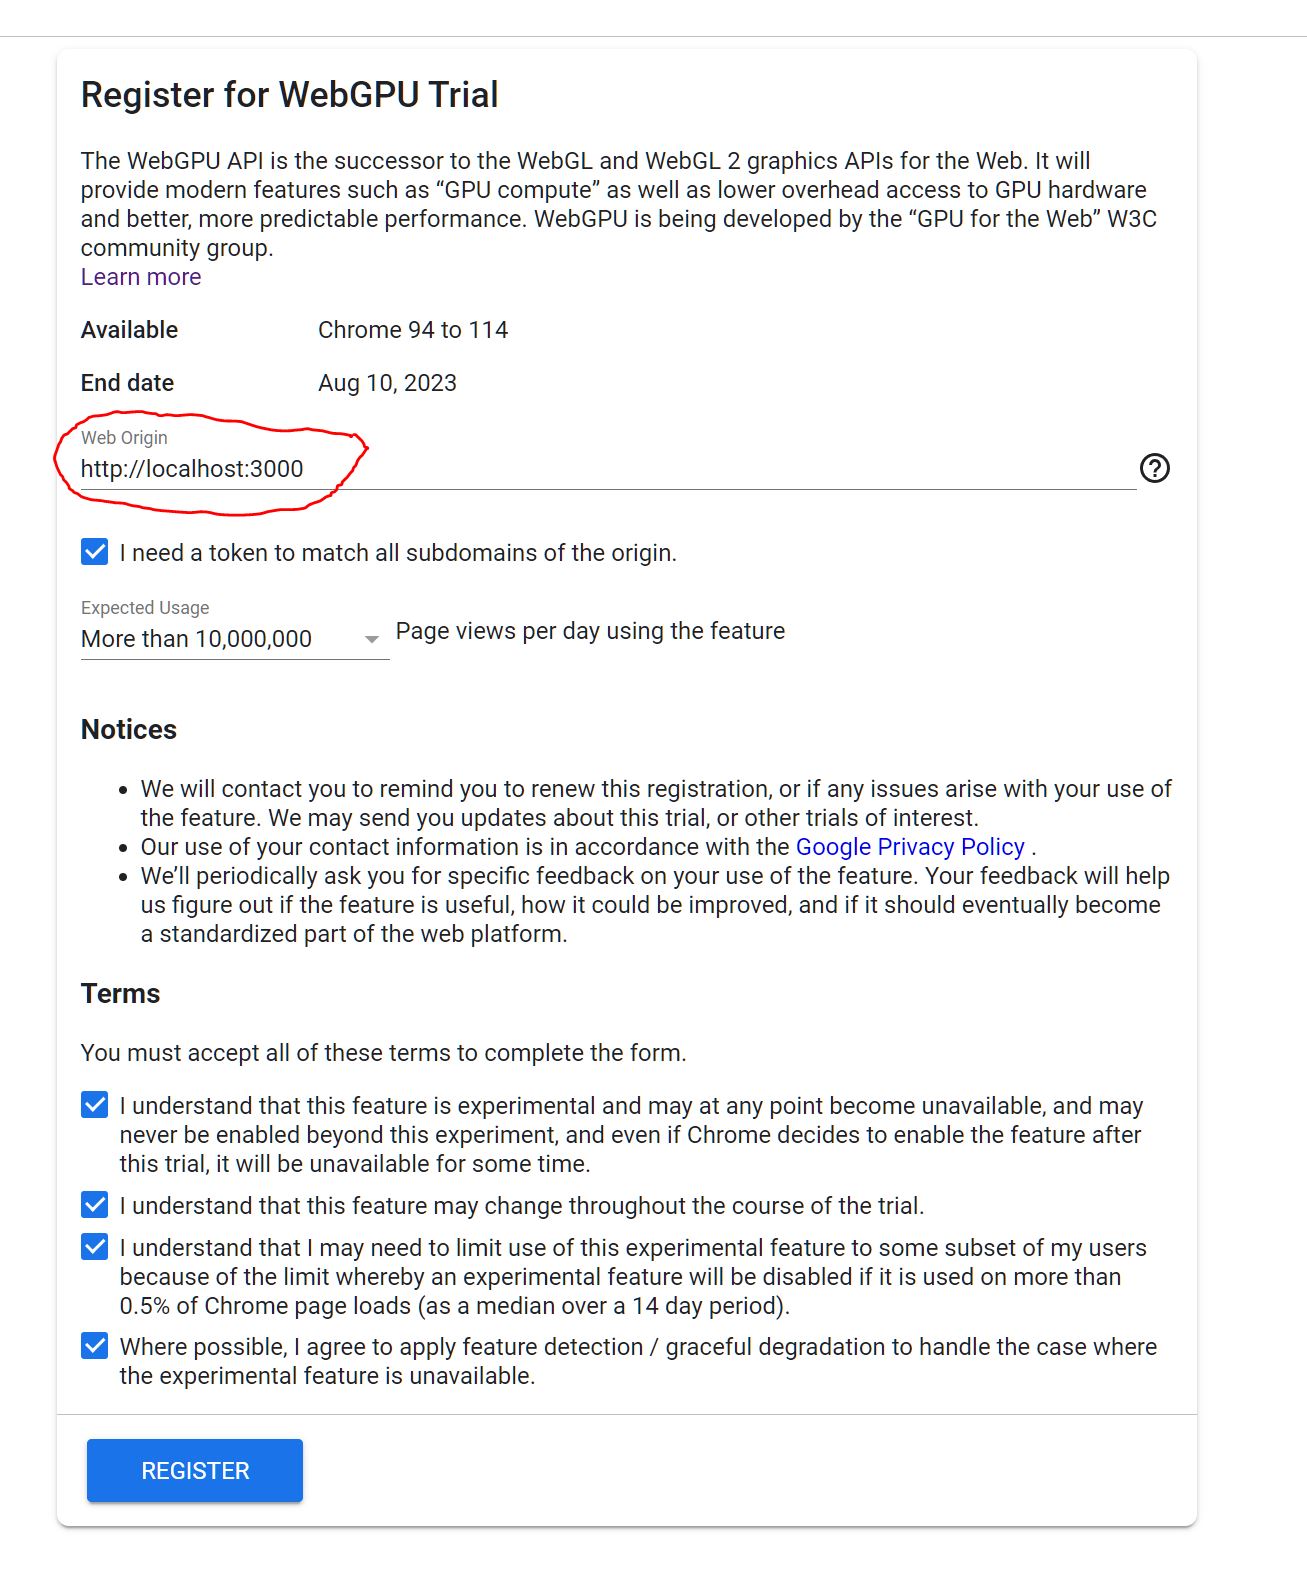 Register for WebGPU Trial
The WebGPU API is the successor to the WebGL and WebGL 2 graphics APIs for the Web. It will
provide modern features such as “GPU compute” as well as lower overhead access to GPU hardware
and better, more predictable performance. WebGPU is being developed by the “GPU for the Web” W3C
community group.
Learn more
Available Chrome 94 to 114
End date Aug 10, 2023
Web Origin
http://localhost:3000
I need a token to match all subdomains of the origin.
Expected Usage
More than 10,000,000 Page views per day using the feature
Notices
• We will contact you to remind you to renew this registration, or if any issues arise with your use of
the feature. We may send you updates about this trial, or other trials of interest.
• Our use of your contact information is in accordance with the Google Privacy Policy .
• We’ll periodically ask you for specific feedback on your use of the feature. Your feedback will help
us figure out if the feature is useful, how it could be improved, and if it should eventually become
a standardized part of the web platform.
Terms
You must accept all of these terms to complete the form.
I understand that this feature is experimental and may at any point become unavailable, and may
never be enabled beyond this experiment, and even if Chrome decides to enable the feature after
this trial, it will be unavailable for some time.
I understand that this feature may change throughout the course of the trial.
I understand that I may need to limit use of this experimental feature to some subset of my users
because of the limit whereby an experimental feature will be disabled if it is used on more than
0.5% of Chrome page loads (as a median over a 14 day period).
Where possible, I agree to apply feature detection / graceful degradation to handle the case where
the experimental feature is unavailable.
REGISTER